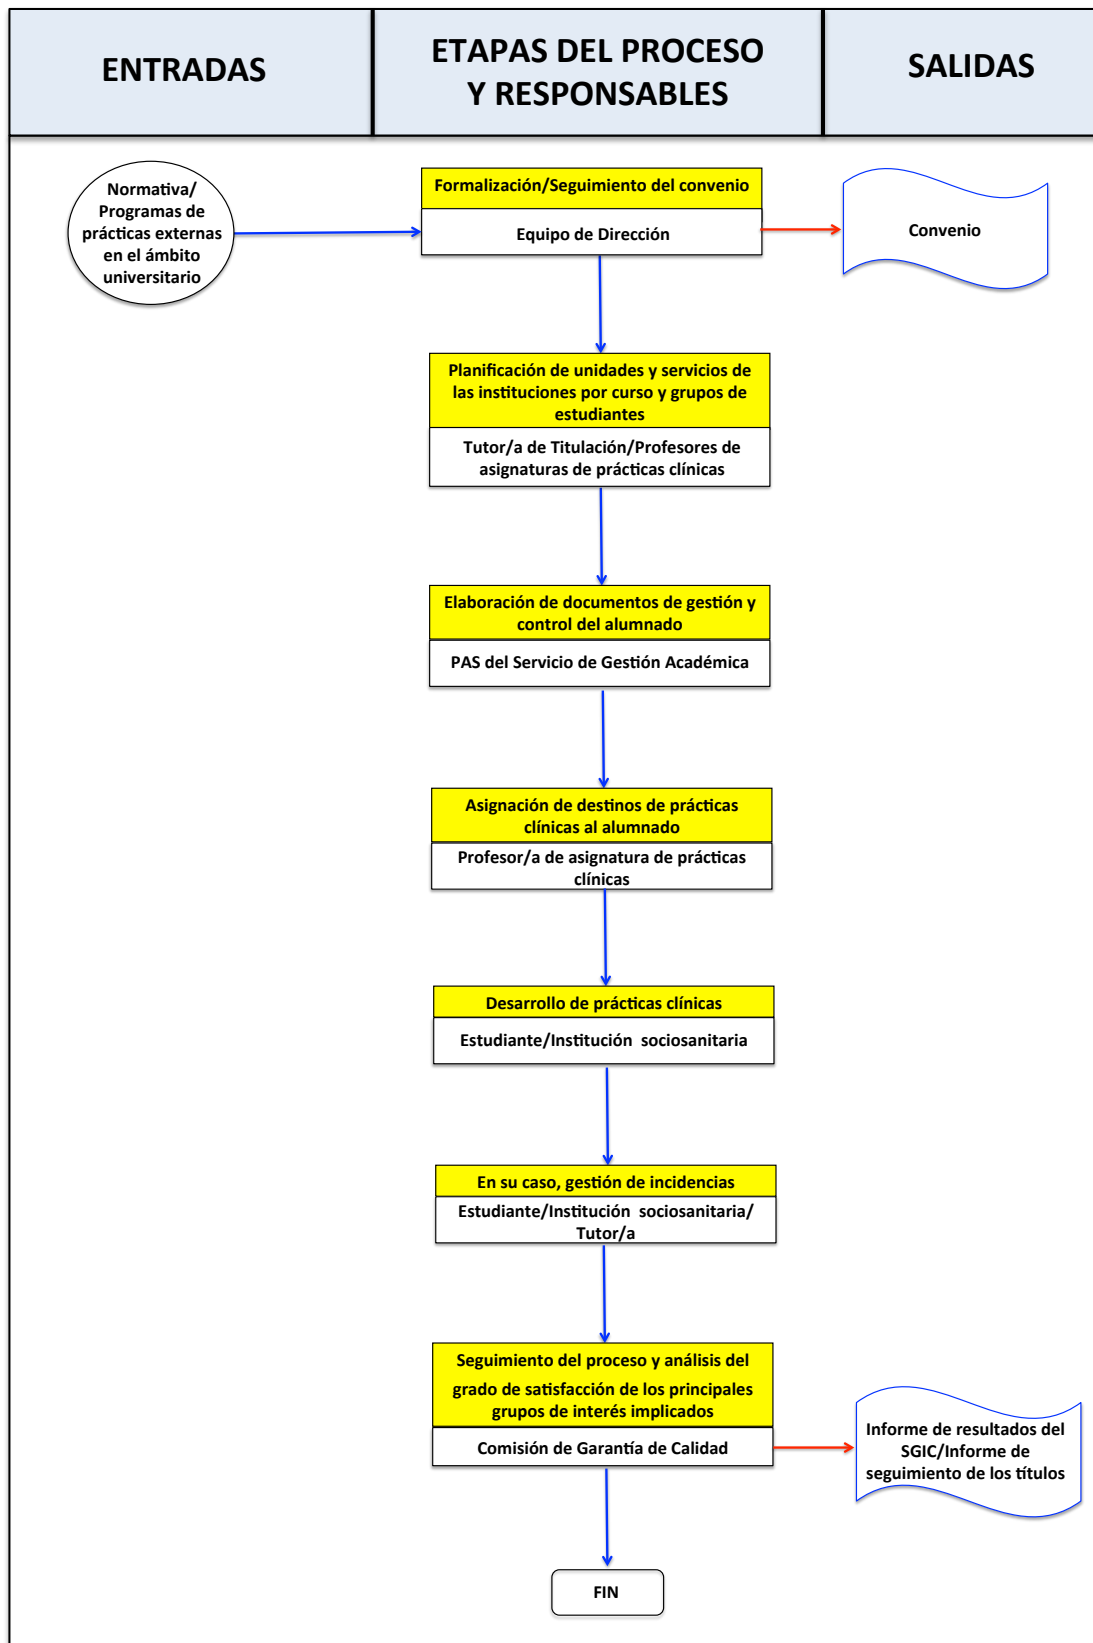 ENTRADAS
ETAPAS DEL PROCESO
Y RESPONSABLES
SALIDAS
Normativa/
Programas de
prácticas externas
en el ámbito
universitario
Formalización/Seguimiento del convenio
Equipo de Dirección
Convenio
Planificación de unidades y servicios de
las instituciones por curso y grupos de
estudiantes
Tutor/a de Titulación/Profesores de
asignaturas de prácticas clínicas
Elaboración de documentos de gestión y
control del alumnado
PAS del Servicio de Gestión Académica
Asignación de destinos de prácticas
clínicas al alumnado
Profesor/a de asignatura de prácticas
clínicas
Desarrollo de prácticas clínicas
Estudiante/Institución sociosanitaria
En su caso, gestión de incidencias
Estudiante/Institución sociosanitaria/
Tutor/a
Seguimiento del proceso y análisis del
grado de satisfacción de los principales
grupos de interés implicados
Comisión de Garantía de Calidad
Informe de resultados del
SGIC/Informe de
seguimiento de los títulos
FIN